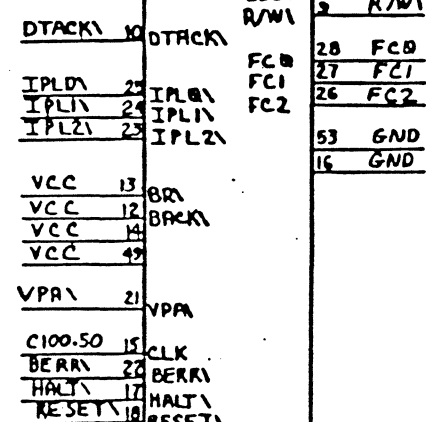 R/W\ 9 R/W\
DTACK\ 10 DTACK\
28 FC0
FC0
IPL0\ 25 27 FC1
IPL0\ FC1
IPL1\ 24 26 FC2
IPL1\ FC2
IPL2\ 23 IPL2\ 53 GND
16 GND
VCC 13 BR\
VCC 12 BACK\
VCC 14
VCC 49
VPA\ 21 VPA\
C100.50 15 CLK
BERR\ 22 BERR\
HALT\ 17 HALT\
RESET\ 18 RESET\